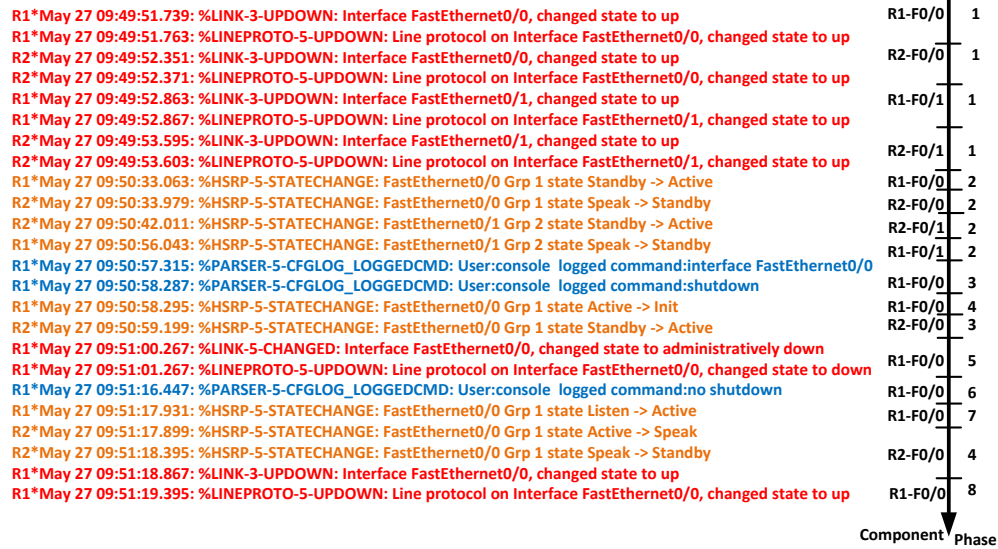 R1*May 27 09:49:51.739: %LINK-3-UPDOWN: Interface FastEthernet0/0, changed state to up R1-F0/0 1
R1*May 27 09:49:51.763: %LINEPROTO-5-UPDOWN: Line protocol on Interface FastEthernet0/0, changed state to up
R2*May 27 09:49:52.351: %LINK-3-UPDOWN: Interface FastEthernet0/0, changed state to up R2-F0/0 1
R2*May 27 09:49:52.371: %LINEPROTO-5-UPDOWN: Line protocol on Interface FastEthernet0/0, changed state to up
R1*May 27 09:49:52.863: %LINK-3-UPDOWN: Interface FastEthernet0/1, changed state to up R1-F0/1 1
R1*May 27 09:49:52.867: %LINEPROTO-5-UPDOWN: Line protocol on Interface FastEthernet0/1, changed state to up
R2*May 27 09:49:53.595: %LINK-3-UPDOWN: Interface FastEthernet0/1, changed state to up R2-F0/1 1
R2*May 27 09:49:53.603: %LINEPROTO-5-UPDOWN: Line protocol on Interface FastEthernet0/1, changed state to up
R1*May 27 09:50:33.063: %HSRP-5-STATECHANGE: FastEthernet0/0 Grp 1 state Standby -> Active R1-F0/0 2
R2*May 27 09:50:33.979: %HSRP-5-STATECHANGE: FastEthernet0/0 Grp 1 state Speak -> Standby R2-F0/0 2
R2*May 27 09:50:42.011: %HSRP-5-STATECHANGE: FastEthernet0/1 Grp 2 state Standby -> Active R2-F0/1 2
R1*May 27 09:50:56.043: %HSRP-5-STATECHANGE: FastEthernet0/1 Grp 2 state Speak -> Standby R1-F0/1 2
R1*May 27 09:50:57.315: %PARSER-5-CFGLOG_LOGGEDCMD: User:console logged command:interface FastEthernet0/0
R1*May 27 09:50:58.287: %PARSER-5-CFGLOG_LOGGEDCMD: User:console logged command:shutdown R1-F0/0 3
R1*May 27 09:50:58.295: %HSRP-5-STATECHANGE: FastEthernet0/0 Grp 1 state Active -> Init R1-F0/0 4
R2*May 27 09:50:59.199: %HSRP-5-STATECHANGE: FastEthernet0/0 Grp 1 state Standby -> Active R2-F0/0 3
R1*May 27 09:51:00.267: %LINK-5-CHANGED: Interface FastEthernet0/0, changed state to administratively down
R1*May 27 09:51:01.267: %LINEPROTO-5-UPDOWN: Line protocol on Interface FastEthernet0/0, changed state to down R1-F0/0 5
R1*May 27 09:51:16.447: %PARSER-5-CFGLOG_LOGGEDCMD: User:console logged command:no shutdown R1-F0/0 6
R1*May 27 09:51:17.931: %HSRP-5-STATECHANGE: FastEthernet0/0 Grp 1 state Listen -> Active R1-F0/0 7
R2*May 27 09:51:17.899: %HSRP-5-STATECHANGE: FastEthernet0/0 Grp 1 state Active -> Speak
R2*May 27 09:51:18.395: %HSRP-5-STATECHANGE: FastEthernet0/0 Grp 1 state Speak -> Standby R2-F0/0 4
R1*May 27 09:51:18.867: %LINK-3-UPDOWN: Interface FastEthernet0/0, changed state to up
R1*May 27 09:51:19.395: %LINEPROTO-5-UPDOWN: Line protocol on Interface FastEthernet0/0, changed state to up R1-F0/0 8
Component Phase